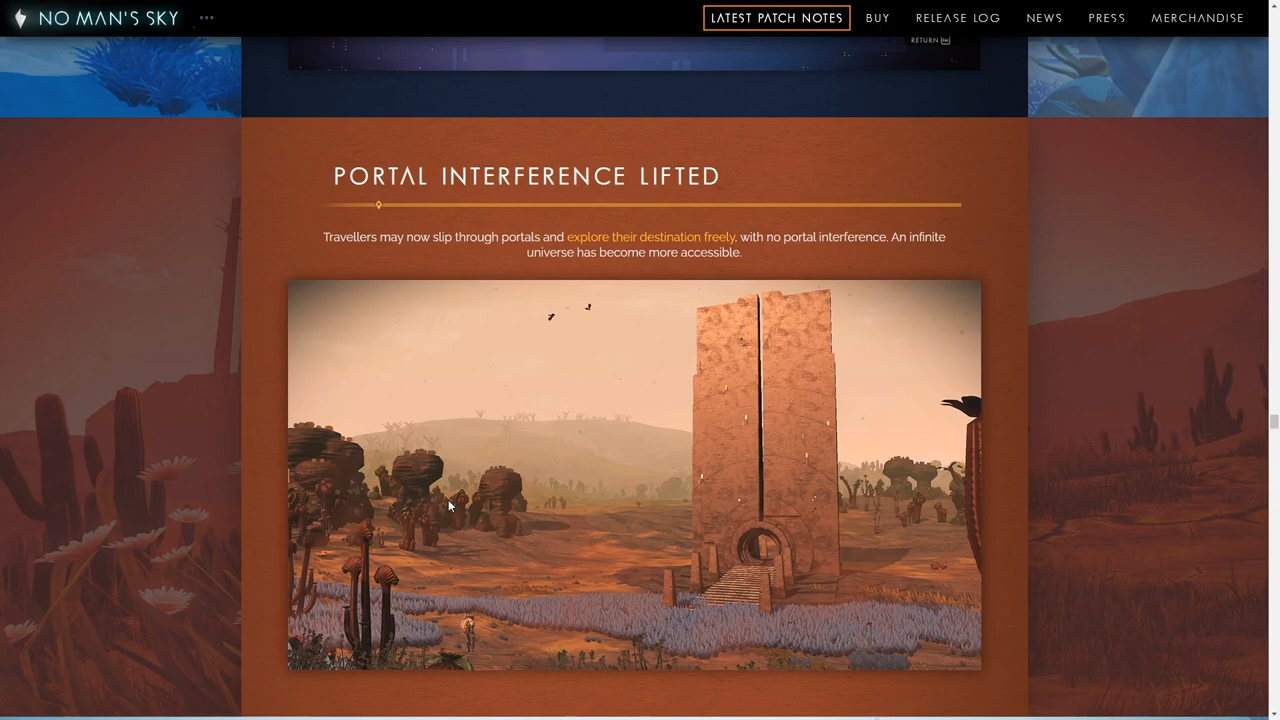 NO MAN'S SKY
LATEST PATCH NOTES BUY RELEASE LOG NEWS PRESS MERCHANDISE
RETURN
PORTAL INTERFERENCE LIFTED
Travellers may now slip through portals and explore their destination freely, with no portal interference. An infinite
universe has become more accessible.